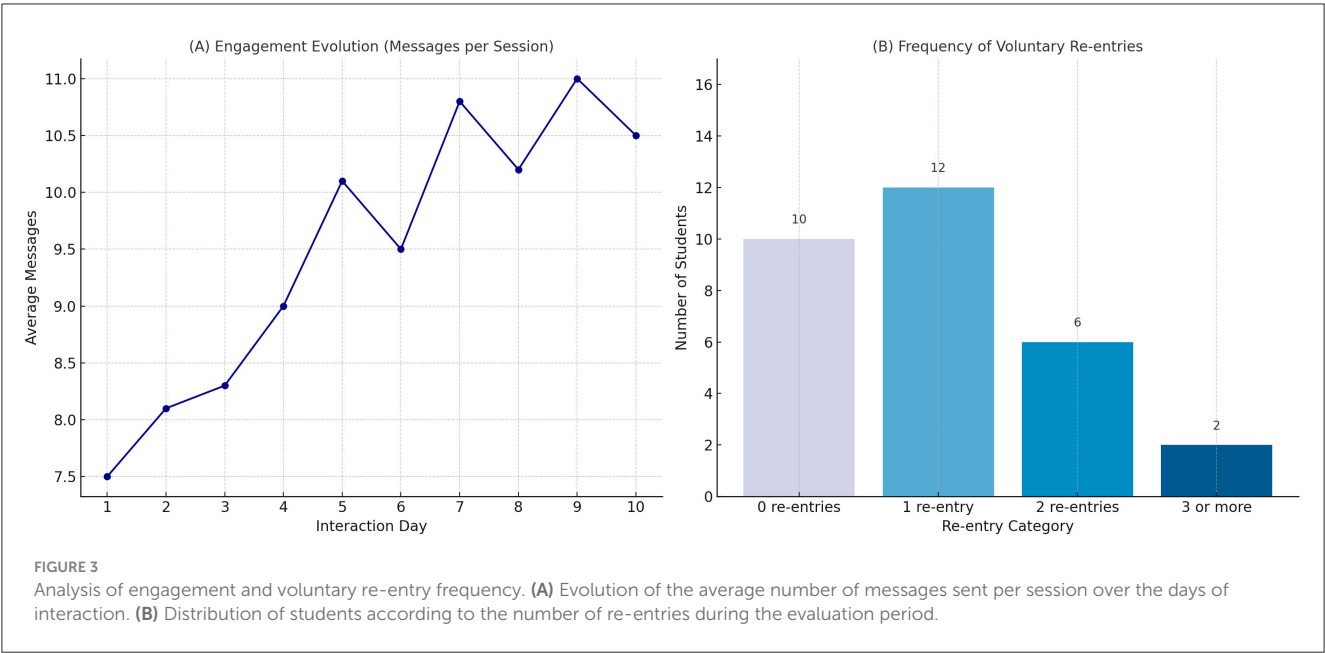 (A) Engagement Evolution (Messages per Session)
11.0
10.5
10.0
9.5
9.0
8.5
8.0
7.5
Average Messages
1 2 3 4 5 6 7 8 9 10
Interaction Day
(B) Frequency of Voluntary Re-entries
16
14
12
10
8
6
4
2
0
Number of Students
10
12
6
2
0 re-entries 1 re-entry 2 re-entries 3 or more
Re-entry Category
FIGURE 3
Analysis of engagement and voluntary re-entry frequency. (A) Evolution of the average number of messages sent per session over the days of
interaction. (B) Distribution of students according to the number of re-entries during the evaluation period.